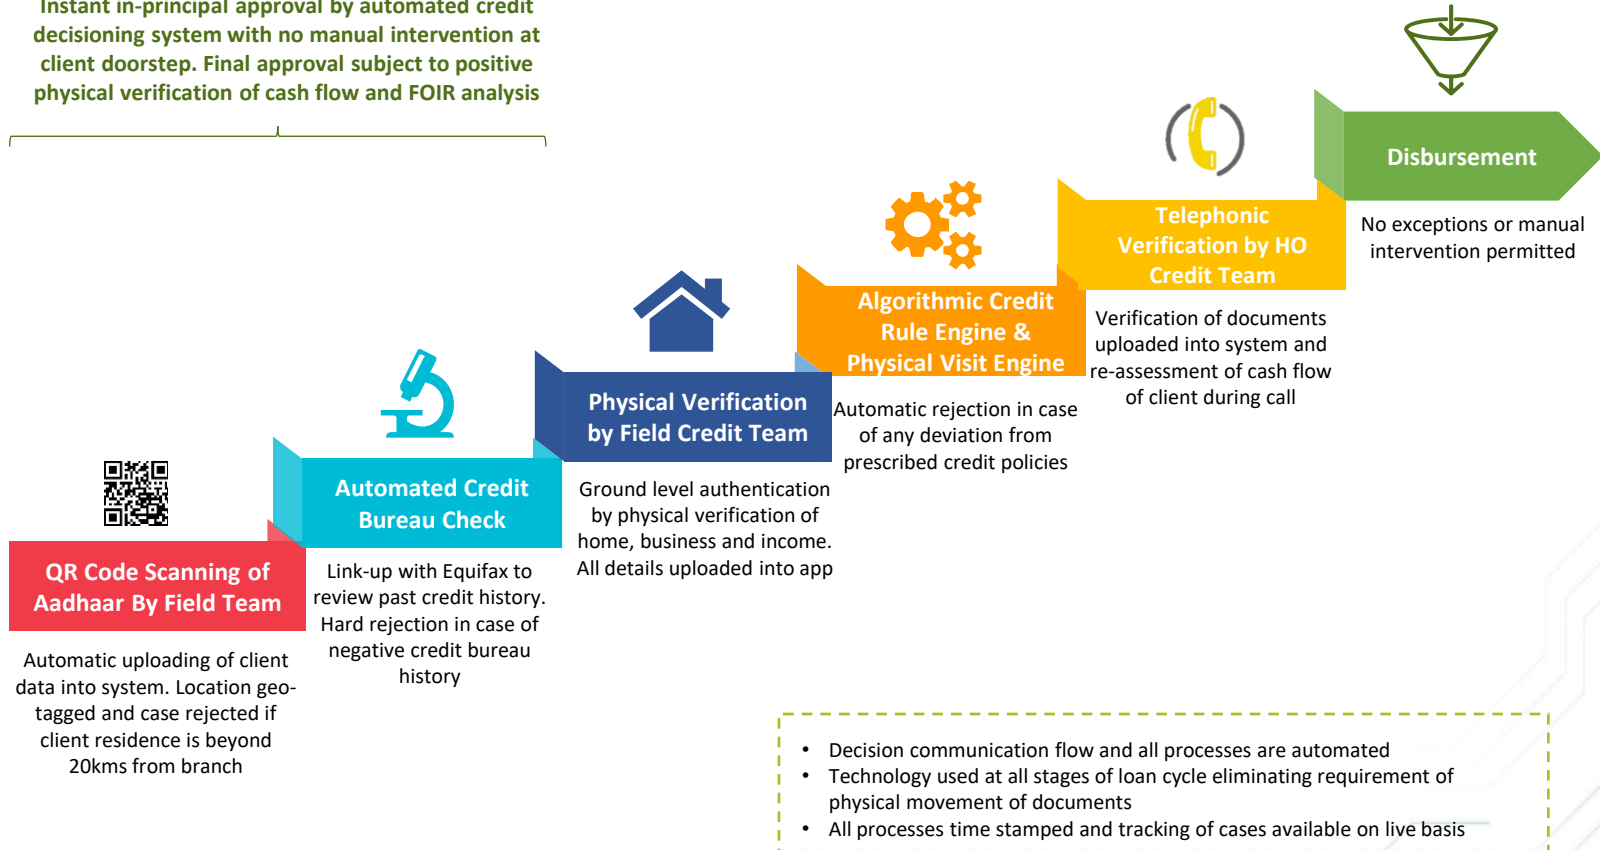 Instant in-principal approval by automated credit
decisioning system with no manual intervention at
client doorstep. Final approval subject to positive
physical verification of cash flow and FOIR analysis
QR Code Scanning of
Aadhaar By Field Team
Automatic uploading of client
data into system. Location geo-
tagged and case rejected if
client residence is beyond
20kms from branch
Automated Credit
Bureau Check
Link-up with Equifax to
review past credit history.
Hard rejection in case of
negative credit bureau
history
Physical Verification
by Field Credit Team
Ground level authentication
by physical verification of
home, business and income.
All details uploaded into app
Algorithmic Credit
Rule Engine &
Physical Visit Engine
Automatic rejection in case
of any deviation from
prescribed credit policies
Telephonic
Verification by HO
Credit Team
Verification of documents
uploaded into system and
re-assessment of cash flow
of client during call
Disbursement
No exceptions or manual
intervention permitted
• Decision communication flow and all processes are automated
• Technology used at all stages of loan cycle eliminating requirement of
physical movement of documents
• All processes time stamped and tracking of cases available on live basis